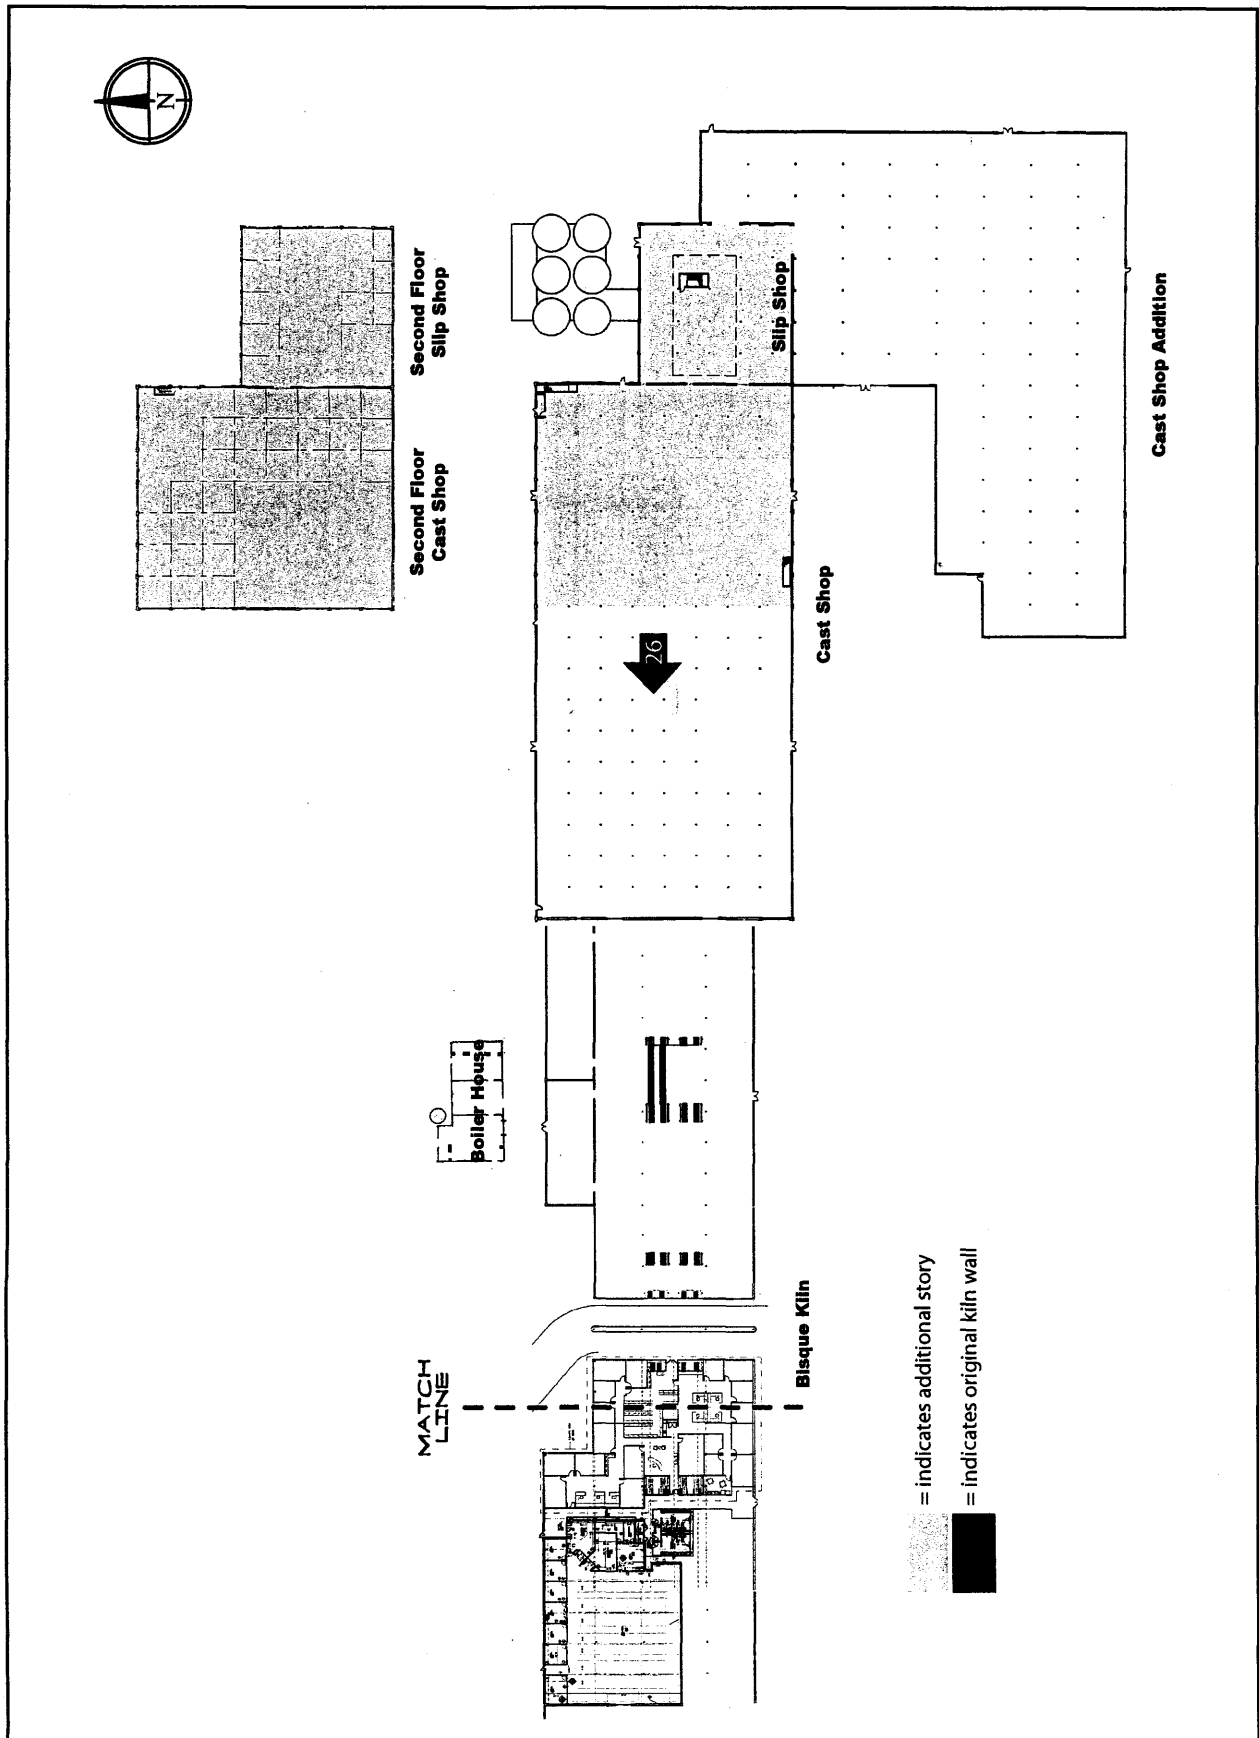 N
Second Floor
Slip Shop
Second Floor
Cast Shop
Slip Shop
Cast Shop Addition
Cast Shop
26
Boiler House
MATCH
LINE
Bisque Kiln
= indicates additional story
= indicates original kiln wall